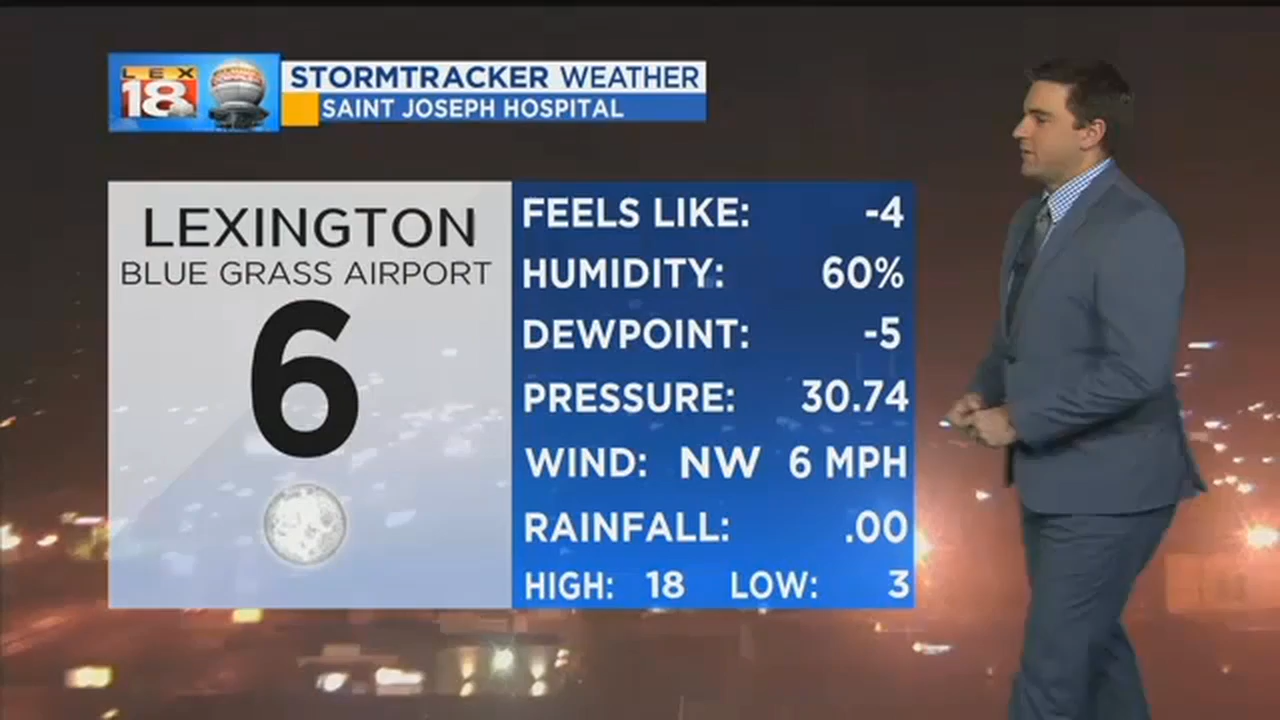 LEX
18
STORMTRACKER WEATHER
SAINT JOSEPH HOSPITAL
LEXINGTON
BLUE GRASS AIRPORT
6
FEELS LIKE: -4
HUMIDITY: 60%
DEWPOINT: -5
PRESSURE: 30.74
WIND: NW 6 MPH
RAINFALL: .00
HIGH: 18 LOW: 3